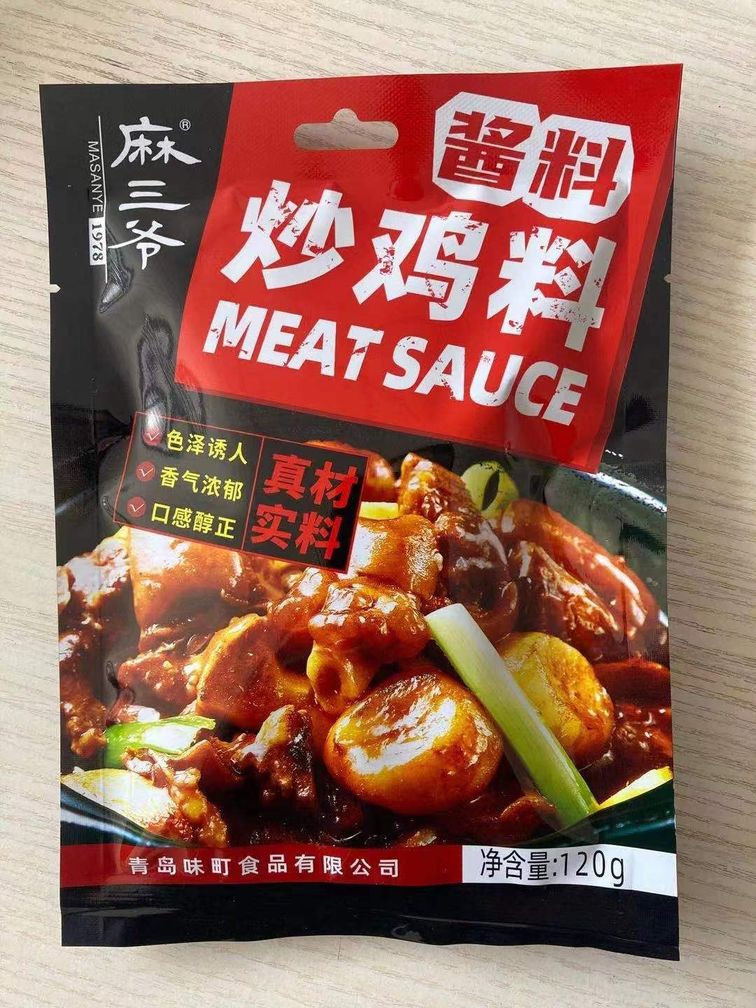 麻三爷®
MASANYE 1978
酱料
炒鸡料
MEAT SAUCE
色泽诱人
香气浓郁
口感醇正
真材
实料
青岛味町食品有限公司
净含量:120g